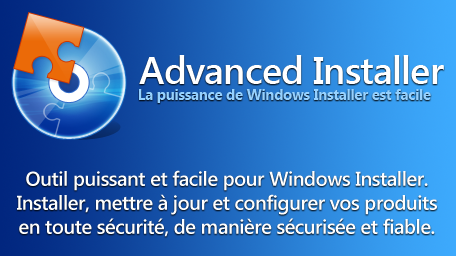 Advanced Installer
La puissance de Windows Installer est facile
Outil puissant et facile pour Windows Installer.
Installer, mettre à jour et configurer vos produits
en toute sécurité, de manière sécurisée et fiable.